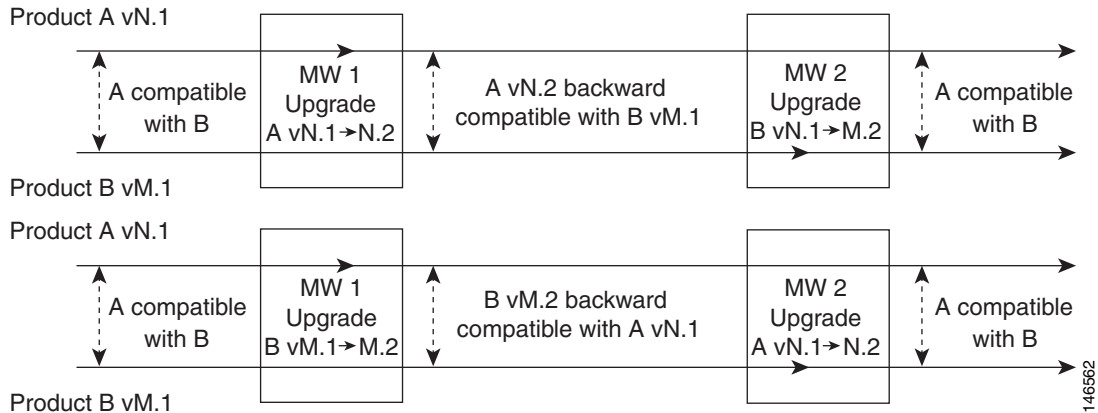 Product A vN.1
A compatible
with B
MW 1
Upgrade
A vN.1→N.2
A vN.2 backward
compatible with B vM.1
MW 2
Upgrade
B vN.1→M.2
A compatible
with B
Product B vM.1
Product A vN.1
A compatible
with B
MW 1
Upgrade
B vM.1→M.2
B vM.2 backward
compatible with A vN.1
MW 2
Upgrade
A vN.1→N.2
A compatible
with B
Product B vM.1
146562